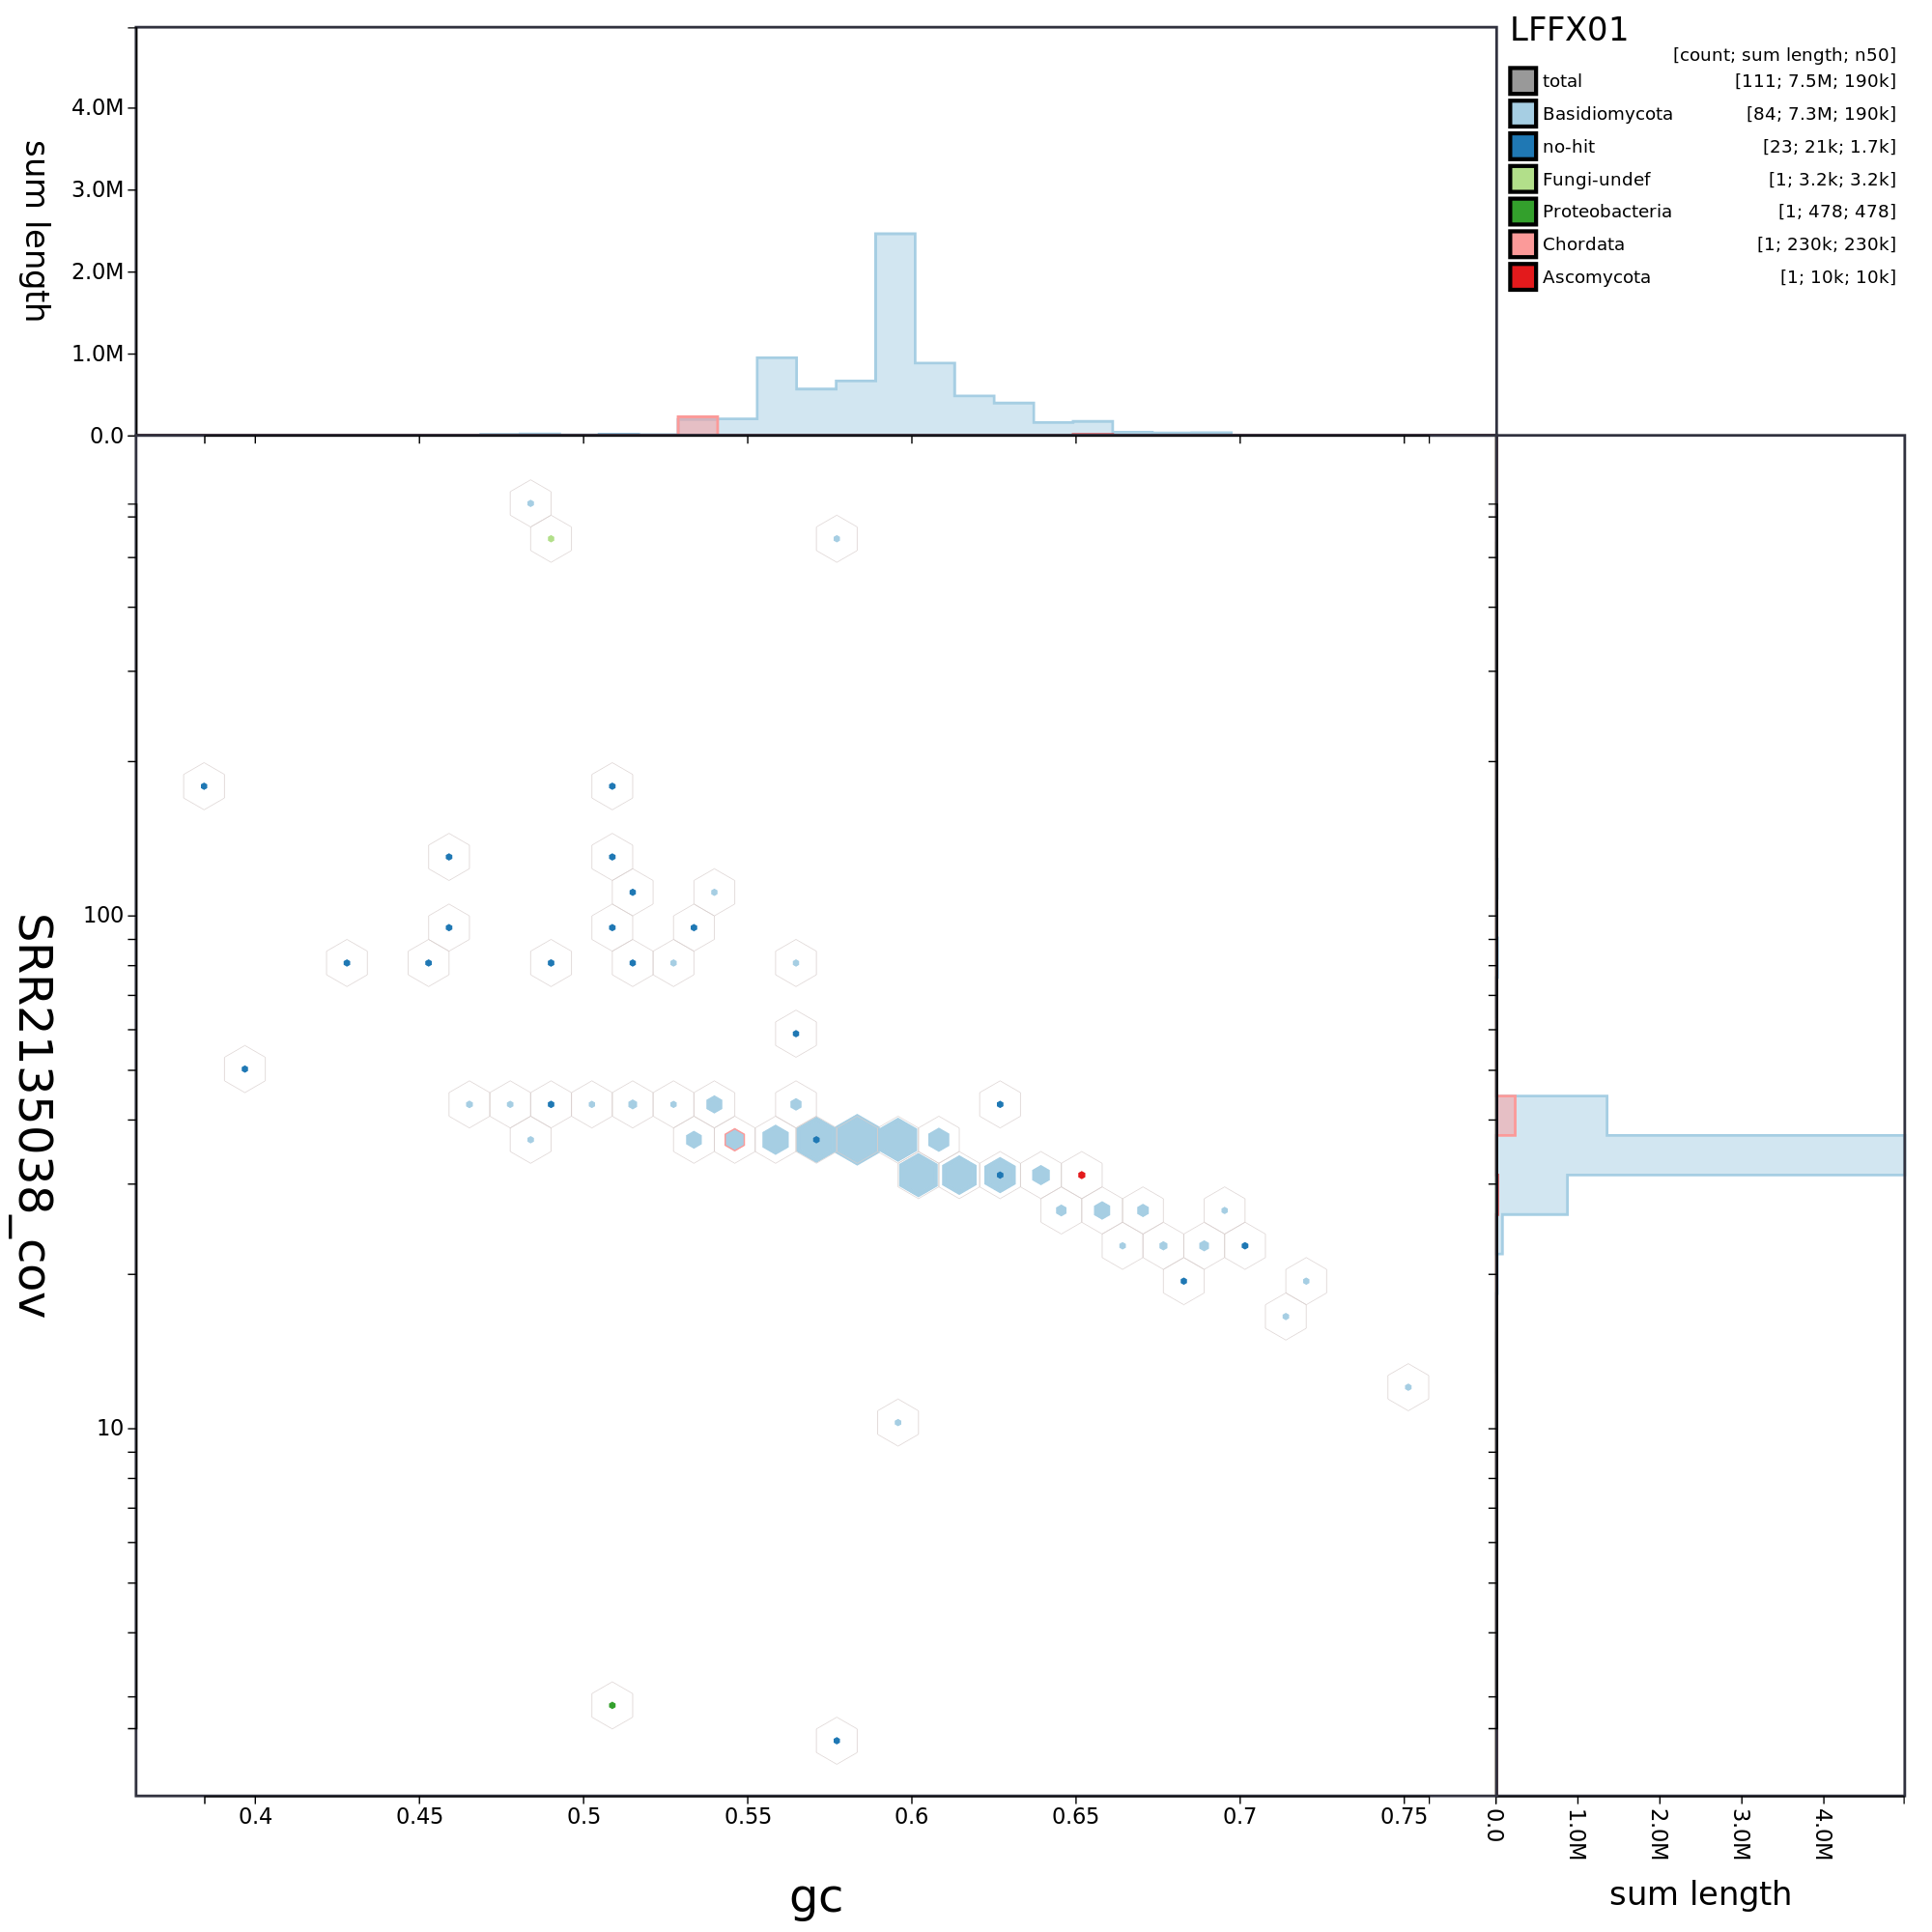 LFFX01
[count; sum length; n50]
total [111; 7.5M; 190k]
Basidiomycota [84; 7.3M; 190k]
no-hit [23; 21k; 1.7k]
Fungi-undef [1; 3.2k; 3.2k]
Proteobacteria [1; 478; 478]
Chordata [1; 230k; 230k]
Ascomycota [1; 10k; 10k]
sum length
4.0M
3.0M
2.0M
1.0M
0.0
SRR2135038_cov
100
10
0.4 0.45 0.5 0.55 0.6 0.65 0.7 0.75
gc
0.0 1.0M 2.0M 3.0M 4.0M
sum length